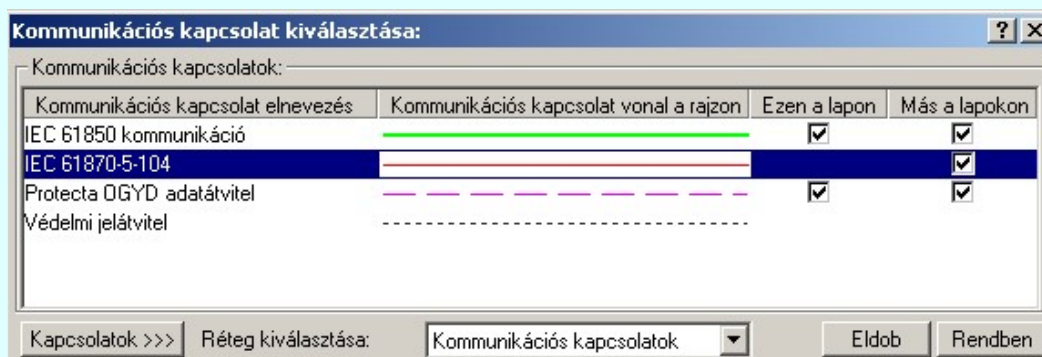 Kommunikációs kapcsolat kiválasztása:
Kommunikációs kapcsolatok:
Kommunikációs kapcsolat elnevezés Kommunikációs kapcsolat vonal a rajzon Ezen a lapon Más a lapokon
IEC 61850 kommunikáció
IEC 61870-5-104
Protecta OGYD adatátvitel
Védelmi jelátvitel
Kapcsolatok >>> Réteg kiválasztása: Kommunikációs kapcsolatok Eldob Rendben